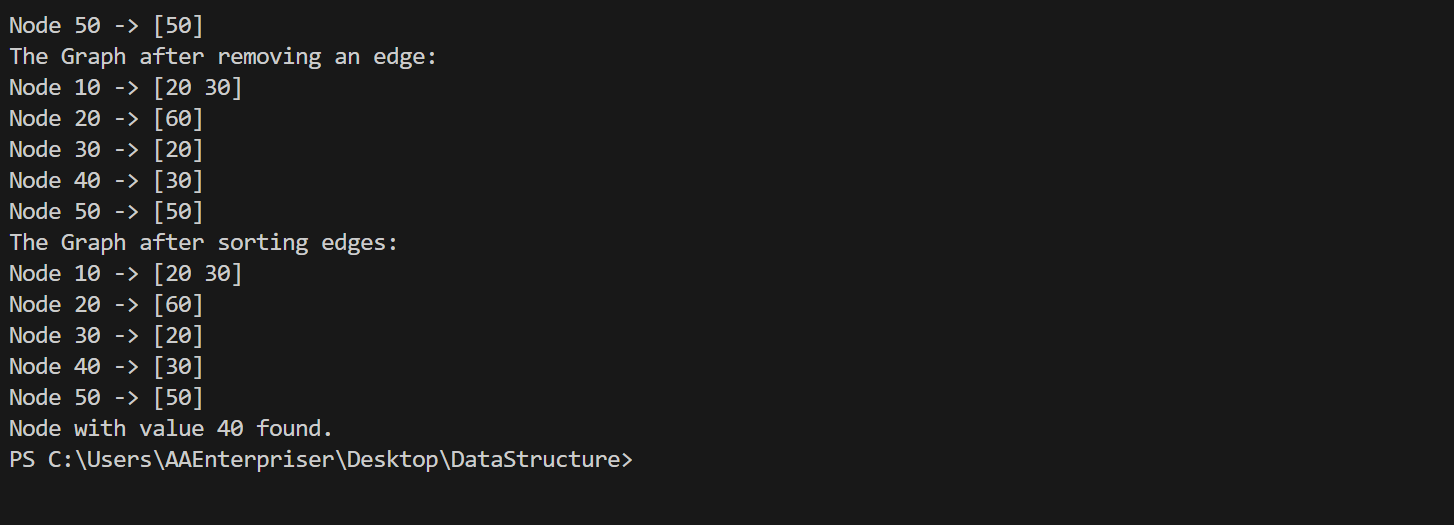 Node 50 -> [50]
The Graph after removing an edge:
Node 10 -> [20 30]
Node 20 -> [60]
Node 30 -> [20]
Node 40 -> [30]
Node 50 -> [50]
The Graph after sorting edges:
Node 10 -> [20 30]
Node 20 -> [60]
Node 30 -> [20]
Node 40 -> [30]
Node 50 -> [50]
Node with value 40 found.
PS C:\Users\AAEnterpriser\Desktop\DataStructure>